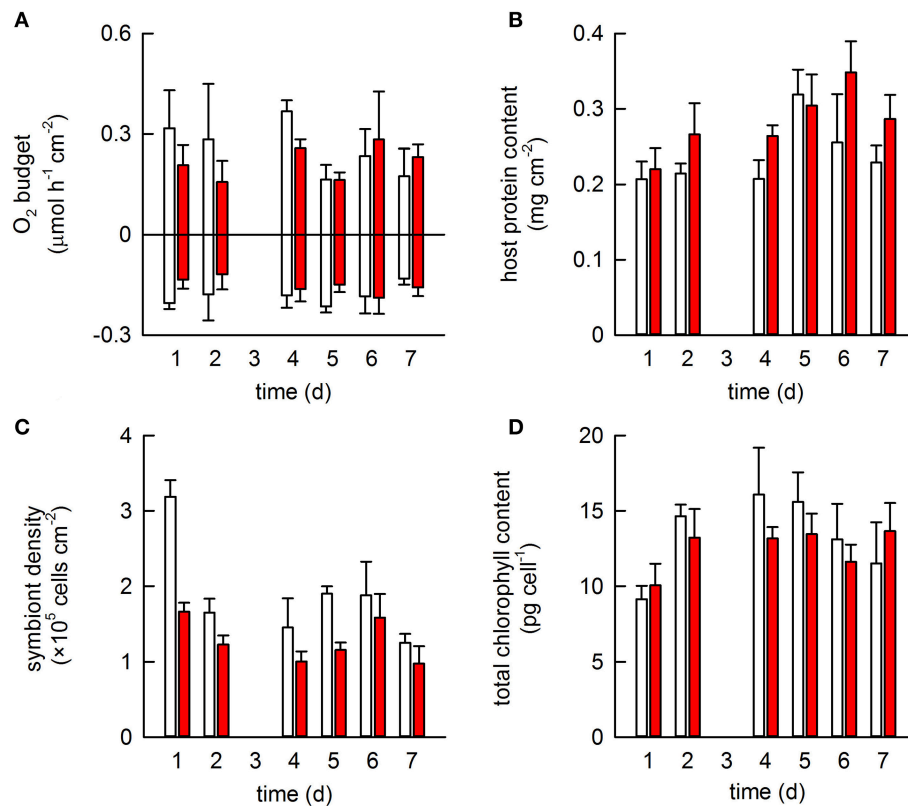 A
0.6
0.3
0
-0.3
O₂ budget
(μmol h⁻¹ cm⁻²)
1 2 3 4 5 6 7
time (d)
B
0.4
0.3
0.2
0.1
0
host protein content
(mg cm⁻²)
1 2 3 4 5 6 7
time (d)
C
4
3
2
1
0
symbiont density
(×10⁵ cells cm⁻²)
1 2 3 4 5 6 7
time (d)
D
20
15
10
5
0
total chlorophyll content
(pg cell⁻¹)
1 2 3 4 5 6 7
time (d)